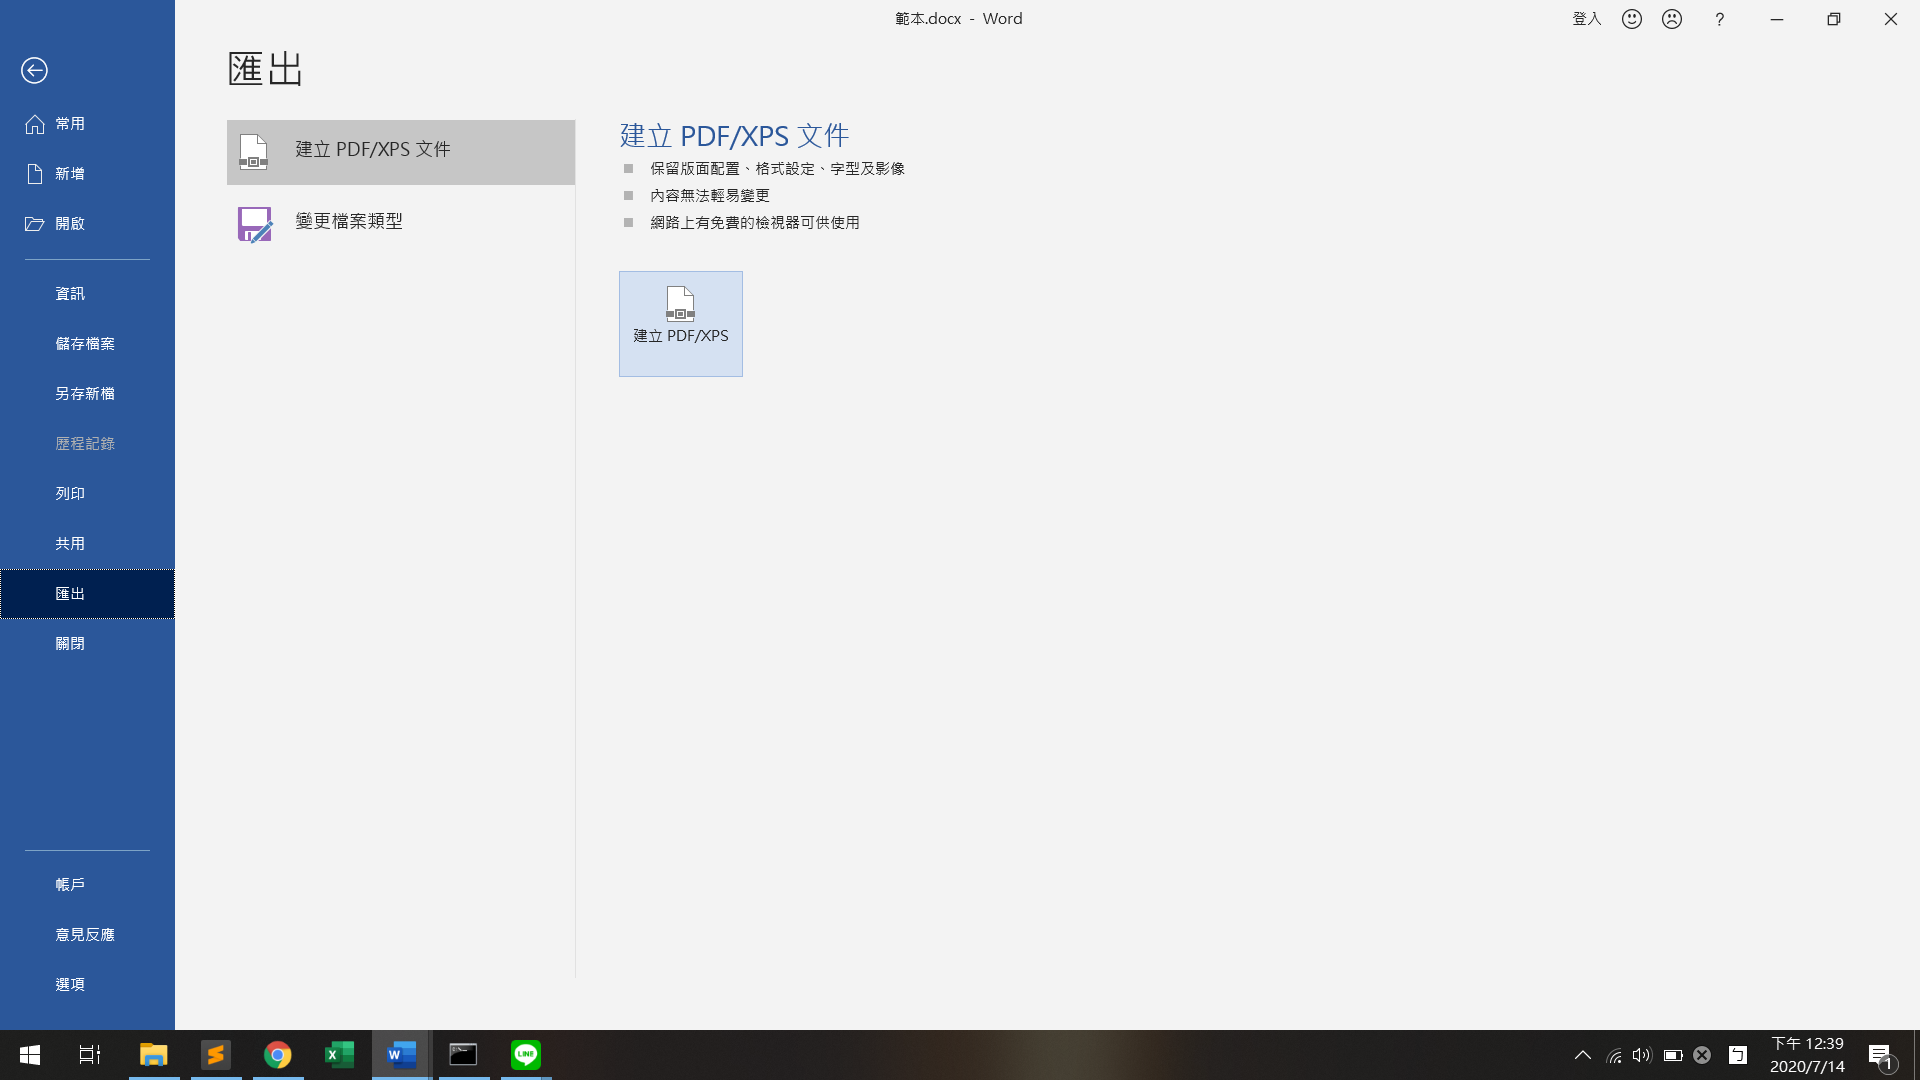 範本.docx - Word
登入
?
匯出
常用
新增
開啟
資訊
儲存檔案
另存新檔
歷程記錄
列印
共用
匯出
關閉
帳戶
意見反應
選項
建立 PDF/XPS 文件
變更檔案類型
建立 PDF/XPS 文件
保留版面配置、格式設定、字型及影像
內容無法輕易變更
網路上有免費的檢視器可供使用
建立 PDF/XPS
LINE
ㄅ
下午 12:39
2020/7/14
1